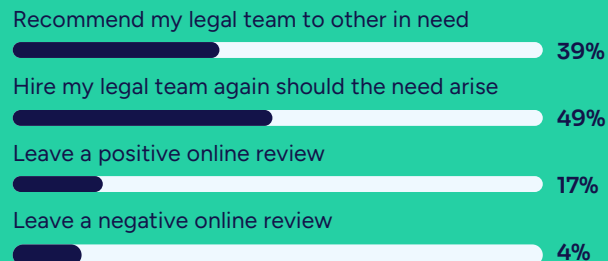 Recommend my legal team to other in need
39%
Hire my legal team again should the need arise
49%
Leave a positive online review
17%
Leave a negative online review
4%